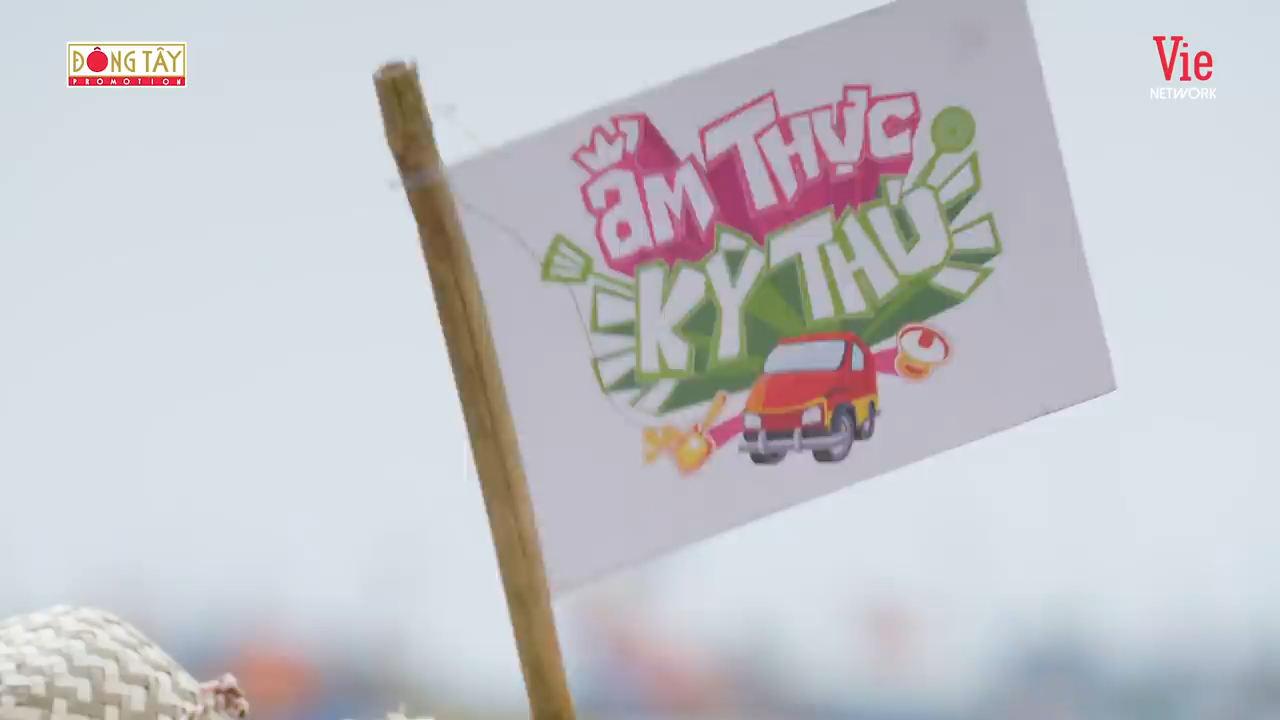 ĐÔNG TÂY
PROMOTION
Vie
NETWORK
ẨM THỰC
KỲ THÚ